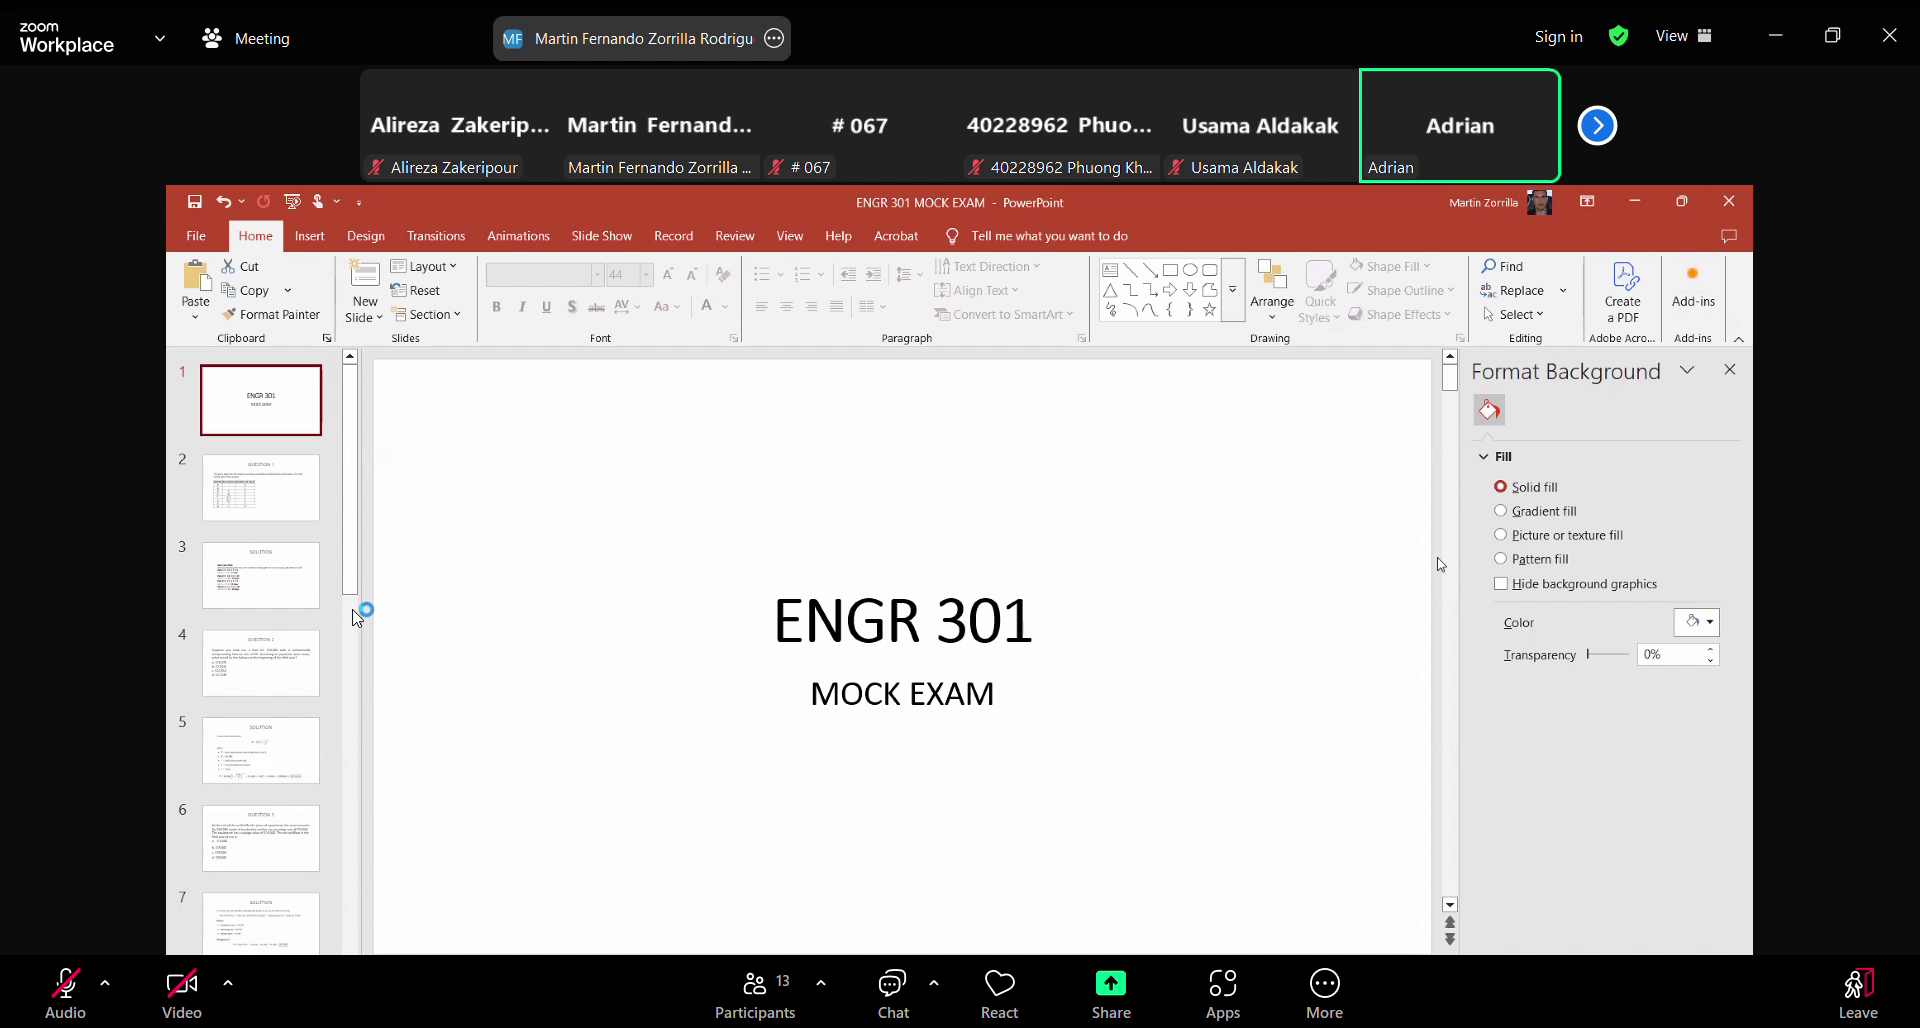 zoom
Workplace
Meeting
MF Martin Fernando Zorrilla Rodrigu
Sign in
View
Alireza Zakerip...
Martin Fernand...
# 067
40228962 Phuo...
Usama Aldakak
Adrian
Alireza Zakeripour
Martin Fernando Zorrilla ...
# 067
40228962 Phuong Kh...
Usama Aldakak
Adrian
ENGR 301 MOCK EXAM - PowerPoint
Martin Zorrilla
File
Home
Insert
Design
Transitions
Animations
Slide Show
Record
Review
View
Help
Acrobat
Tell me what you want to do
Paste
Cut
Copy
Format Painter
Clipboard
New
Slide
Layout
Reset
Section
Slides
44
B I U S abc AV Aa A
Font
Text Direction
Align Text
Convert to SmartArt
Paragraph
Arrange
Quick
Styles
Shape Fill
Shape Outline
Shape Effects
Drawing
Find
Replace
Select
Editing
Create
a PDF
Adobe Acro...
Add-ins
Add-ins
1
ENGR 301
MOCK EXAM
2
QUESTION 1
3
SOLUTION
4
QUESTION 2
5
SOLUTION
6
QUESTION 3
7
SOLUTION
ENGR 301
MOCK EXAM
Format Background
Fill
Solid fill
Gradient fill
Picture or texture fill
Pattern fill
Hide background graphics
Color
Transparency
0%
Audio
Video
13
Participants
Chat
React
Share
Apps
More
Leave